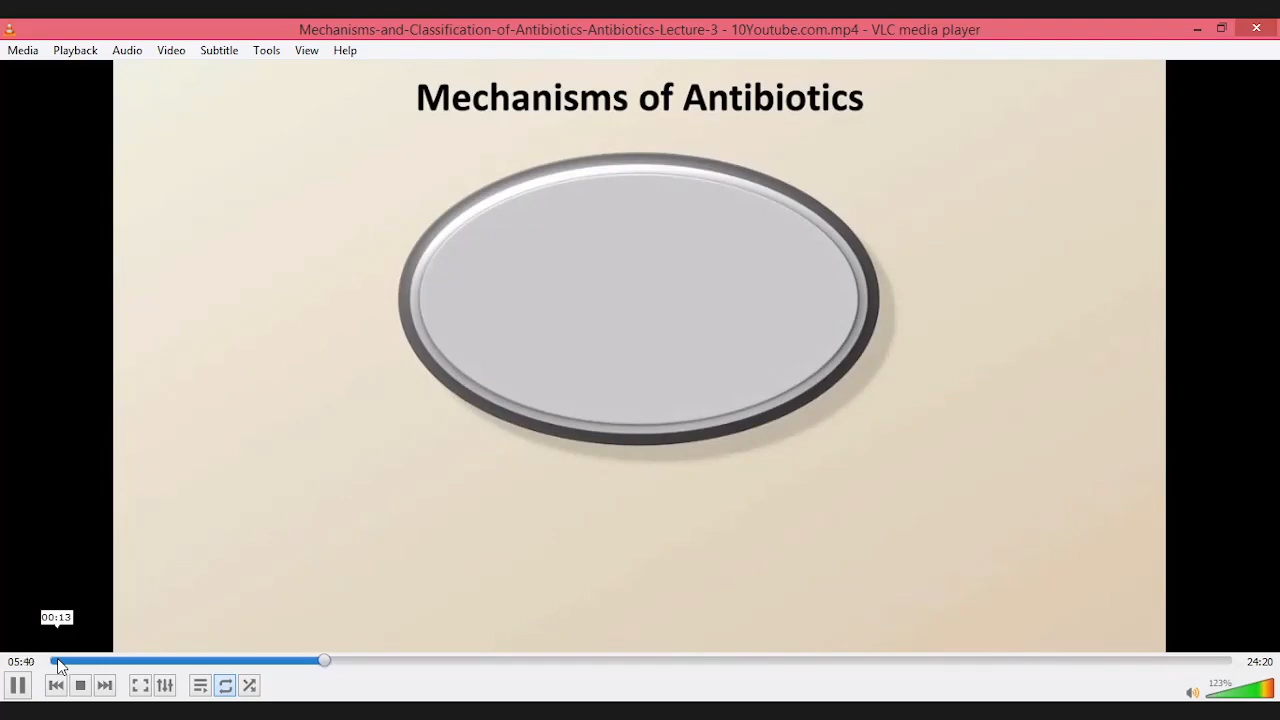 Mechanisms-and-Classification-of-Antibiotics-Antibiotics-Lecture-3 - 10Youtube.com.mp4 - VLC media player
Media Playback Audio Video Subtitle Tools View Help
Mechanisms of Antibiotics
00:13
05:40 24:20
123%